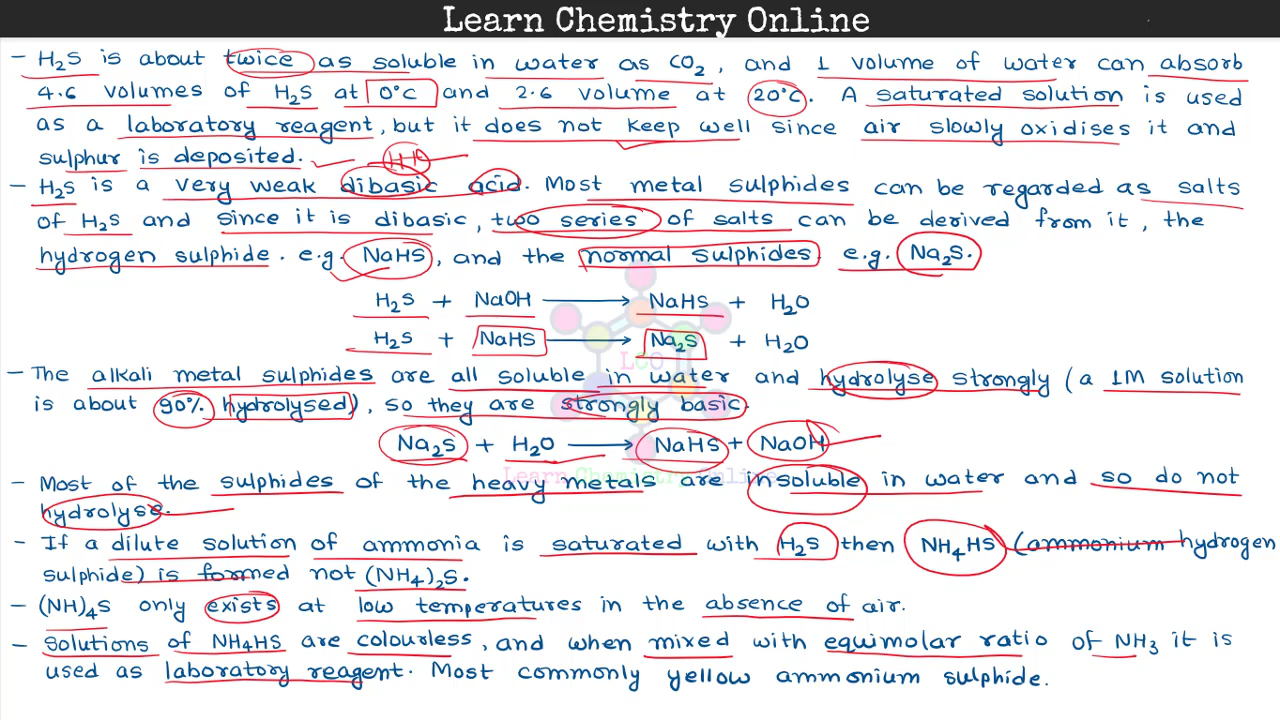 Learn Chemistry Online
- H₂S is about twice as soluble in water as CO₂, and 1 volume of water can absorb
4.6 volumes of H₂S at 0°C and 2.6 volume at 20°C. A saturated solution is used
as a laboratory reagent, but it does not keep well since air slowly oxidises it and
sulphur is deposited.
- H₂S is a very weak dibasic acid. Most metal sulphides can be regarded as salts
of H₂S and since it is dibasic, two series of salts can be derived from it, the
hydrogen sulphide. e.g. NaHS, and the normal sulphides e.g. Na₂S.
H₂S + NaOH → NaHS + H₂O
H₂S + NaHS → Na₂S + H₂O
LCO
- The alkali metal sulphides are all soluble in water and hydrolyse strongly (a 1M solution
is about 90% hydrolysed), so they are strongly basic.
Na₂S + H₂O → NaHS + NaOH
Learn Chemistry Online
- Most of the sulphides of the heavy metals are insoluble in water and so do not
hydrolyse.
- If a dilute solution of ammonia is saturated with H₂S then NH₄HS (ammonium hydrogen
sulphide) is formed not (NH₄)₂S.
- (NH)₄S only exists at low temperatures in the absence of air.
- Solutions of NH₄HS are colourless, and when mixed with equimolar ratio of NH₃ it is
used as laboratory reagent. Most commonly yellow ammonium sulphide.